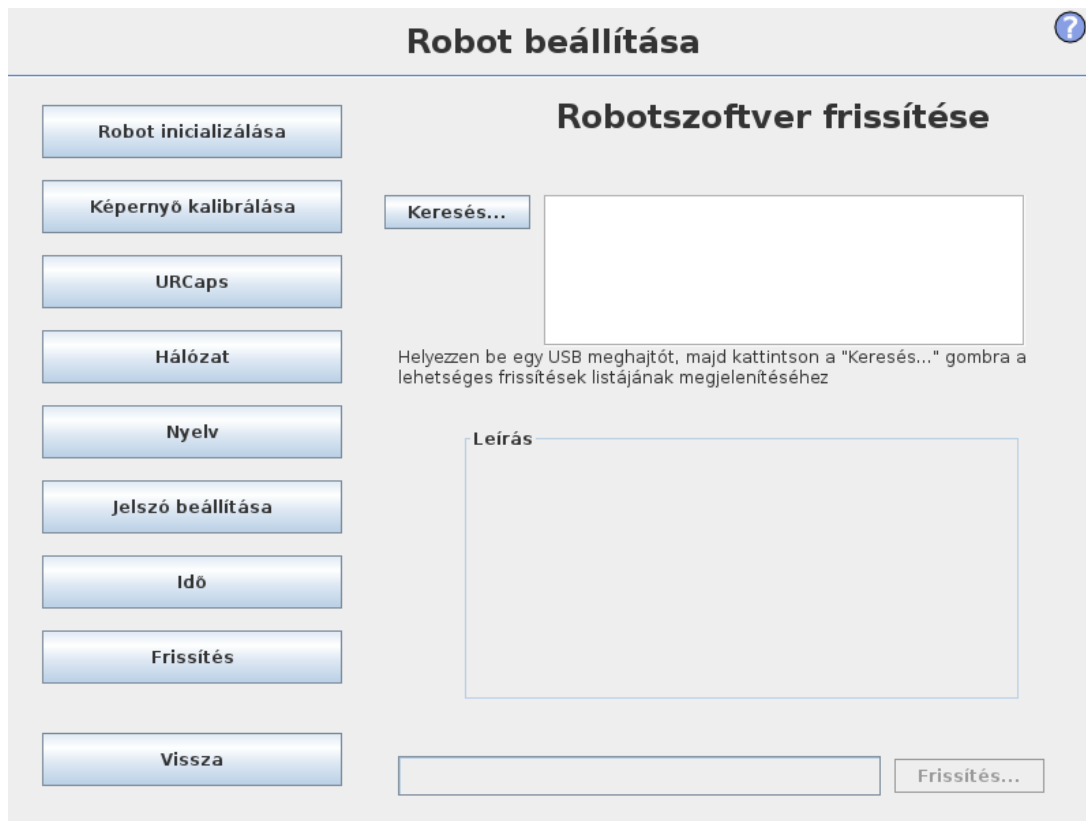 Robot beállítása
?
Robot inicializálása
Képernyő kalibrálása
URCaps
Hálózat
Nyelv
Jelszó beállítása
Idő
Frissítés
Vissza
Robotszoftver frissítése
Keresés...
Helyezzen be egy USB meghajtót, majd kattintson a "Keresés..." gombra a
lehetséges frissítések listájának megjelenítéséhez
Leírás
Frissítés...